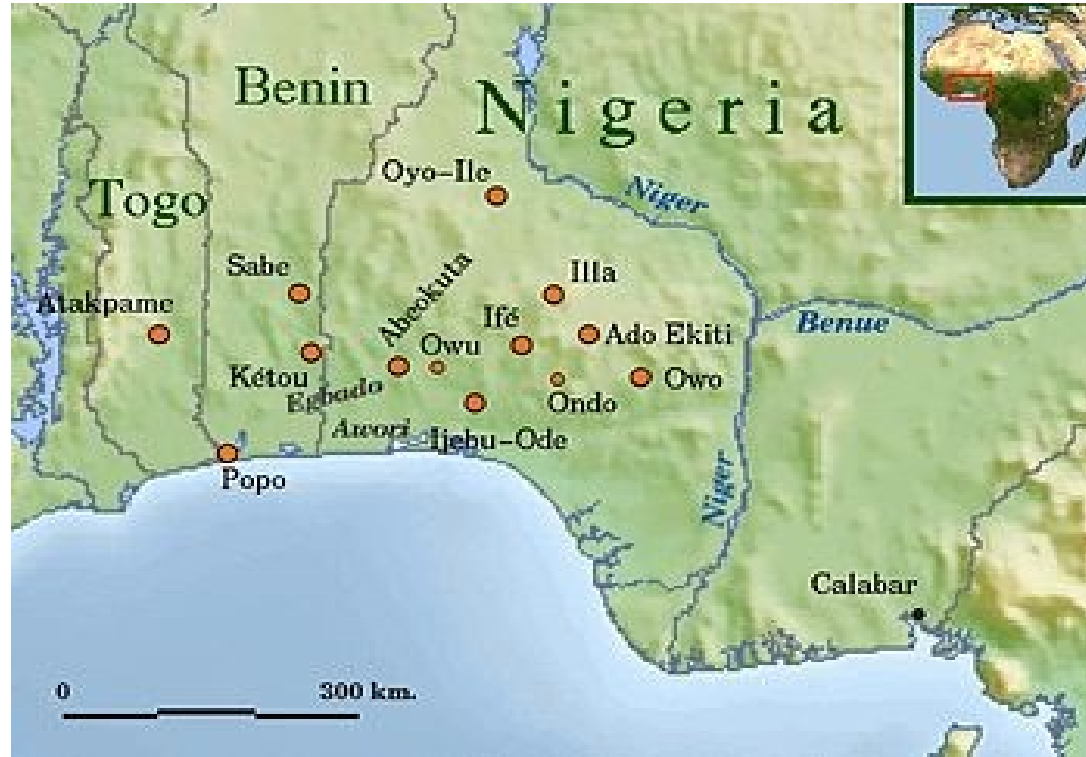 Benin
Nigeria
Oyo-Ile
Niger
Togo
Sabe
Illa
Atakpame
Abeokuta
Ifé
Ado Ekiti
Benue
Owu
Kétou
Egbado
Owo
Ondo
Awori
Ijebu-Ode
Popo
Niger
Calabar
0 300 km.